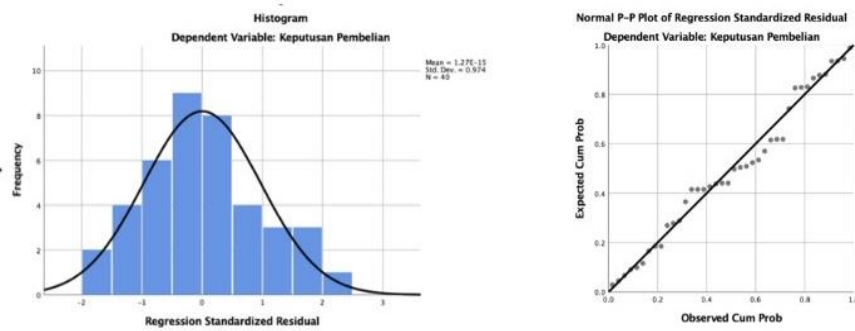 Histogram
Dependent Variable: Keputusan Pembelian
Mean = 1.27E-15
Std. Dev. = 0.974
N = 40
Frequency
10
8
6
4
2
0
-2
-1
0
1
2
3
Regression Standardized Residual
Normal P-P Plot of Regression Standardized Residual
Dependent Variable: Keputusan Pembelian
Expected Cum Prob
1.0
0.8
0.6
0.4
0.2
0.0
0.0
0.2
0.4
0.6
0.8
1.0
Observed Cum Prob